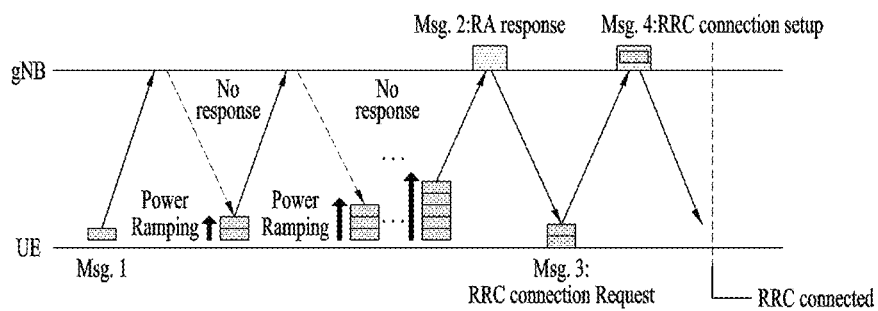 Msg. 2:RA response
Msg. 4:RRC connection setup
gNB
No
response
No
response
...
Power
Ramping
Power
Ramping
...
UE
Msg. 1
Msg. 3:
RRC connection Request
RRC connected